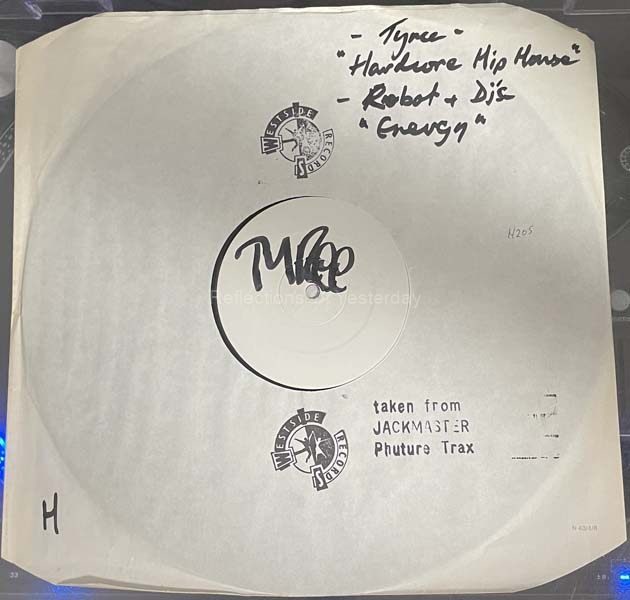 - Tyree -
"Hardcore Hip House"
- Robot + Dj's
"Energy"
WESTSIDE RECORDS
H205
TYREE
Reflections Of Yesterday
taken from
JACKMASTER
Phuture Trax
WESTSIDE RECORDS
H
33